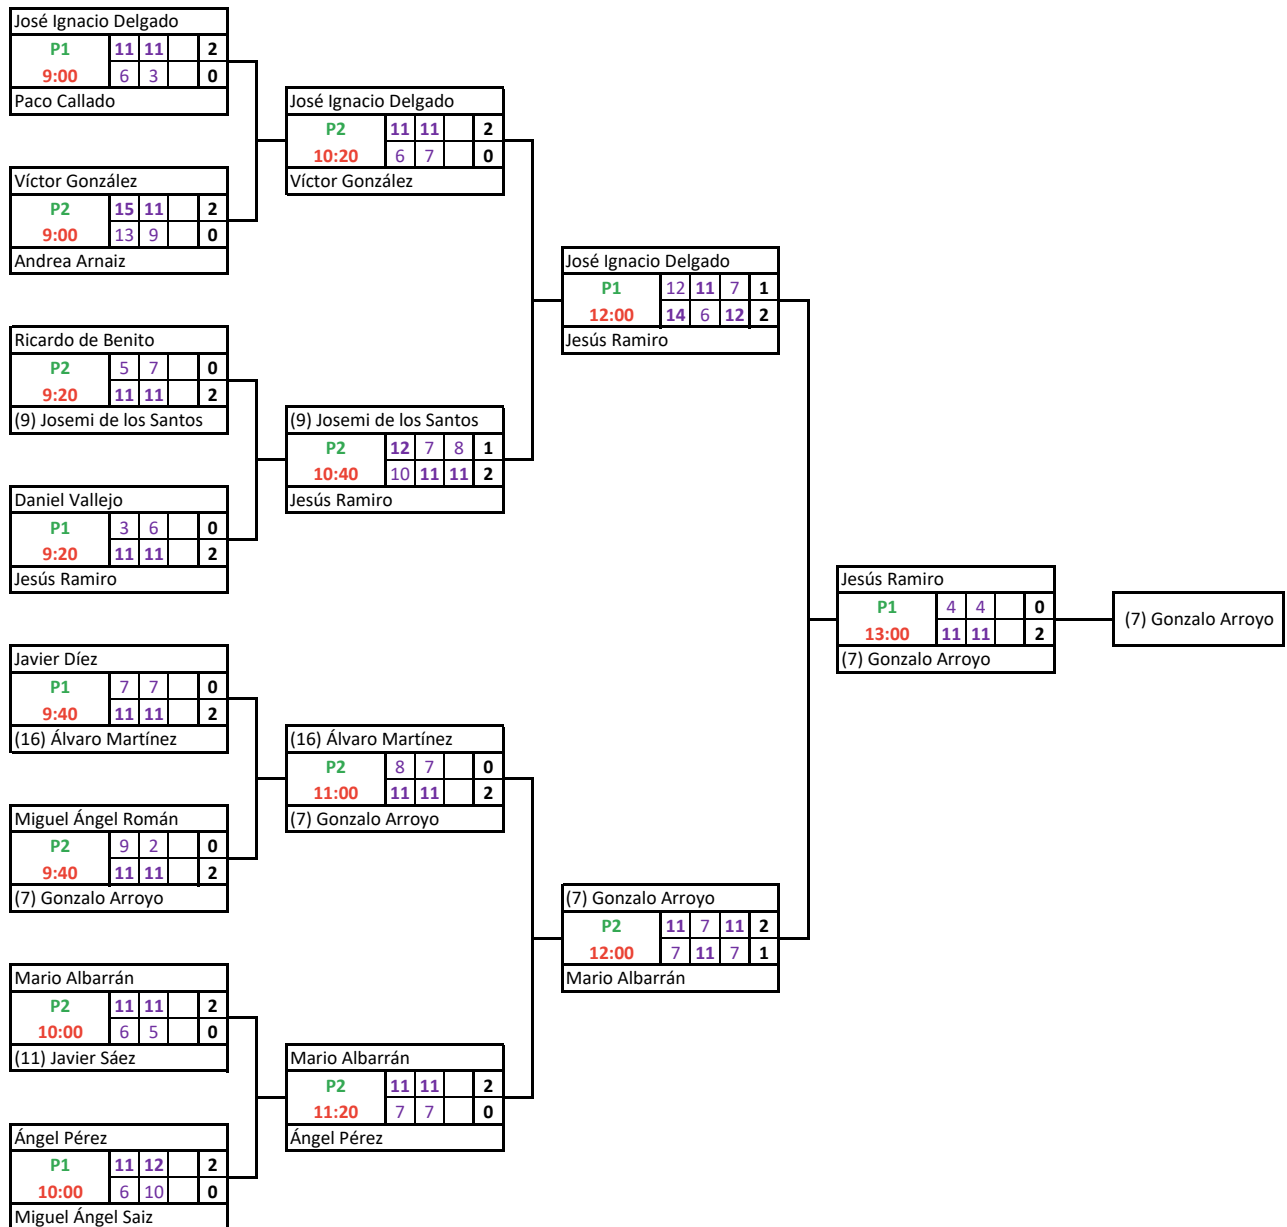 José Ignacio Delgado
P1 11 11 2
9:00 6 3 0
Paco Callado
Víctor González
P2 15 11 2
9:00 13 9 0
Andrea Arnaiz
Ricardo de Benito
P2 5 7 0
9:20 11 11 2
(9) Josemi de los Santos
Daniel Vallejo
P1 3 6 0
9:20 11 11 2
Jesús Ramiro
Javier Díez
P1 7 7 0
9:40 11 11 2
(16) Álvaro Martínez
Miguel Ángel Román
P2 9 2 0
9:40 11 11 2
(7) Gonzalo Arroyo
Mario Albarrán
P2 11 11 2
10:00 6 5 0
(11) Javier Sáez
Ángel Pérez
P1 11 12 2
10:00 6 10 0
Miguel Ángel Saiz
José Ignacio Delgado
P2 11 11 2
10:20 6 7 0
Víctor González
(9) Josemi de los Santos
P2 12 7 8 1
10:40 10 11 11 2
Jesús Ramiro
(16) Álvaro Martínez
P2 8 7 0
11:00 11 11 2
(7) Gonzalo Arroyo
Mario Albarrán
P2 11 11 2
11:20 7 7 0
Ángel Pérez
José Ignacio Delgado
P1 12 11 7 1
12:00 14 6 12 2
Jesús Ramiro
(7) Gonzalo Arroyo
P2 11 7 11 2
12:00 7 11 7 1
Mario Albarrán
Jesús Ramiro
P1 4 4 0
13:00 11 11 2
(7) Gonzalo Arroyo
(7) Gonzalo Arroyo